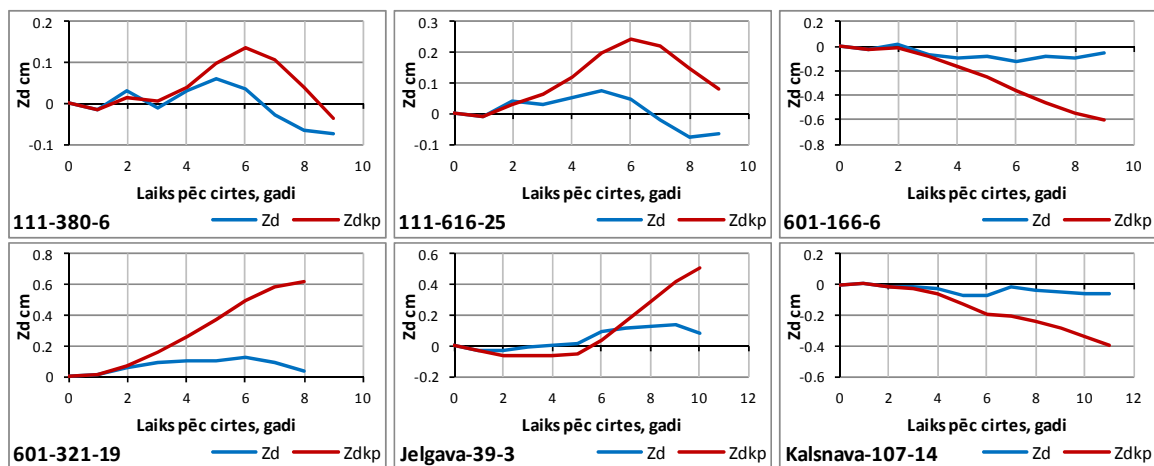 Zd cm
0.2
0.1
0
-0.1
0 2 4 6 8 10
Laiks pēc cirtes, gadi
111-380-6 Zd Zdkp
Zd cm
0.3
0.2
0.1
0
-0.1
0 2 4 6 8 10
Laiks pēc cirtes, gadi
111-616-25 Zd Zdkp
Zd cm
0.2
0
-0.2
-0.4
-0.6
-0.8
0 2 4 6 8 10
Laiks pēc cirtes, gadi
601-166-6 Zd Zdkp
Zd cm
0.8
0.6
0.4
0.2
0
0 2 4 6 8 10
Laiks pēc cirtes, gadi
601-321-19 Zd Zdkp
Zd cm
0.6
0.4
0.2
0
-0.2
0 2 4 6 8 10 12
Laiks pēc cirtes, gadi
Jelgava-39-3 Zd Zdkp
Zd cm
0.2
0
-0.2
-0.4
-0.6
0 2 4 6 8 10 12
Laiks pēc cirtes, gadi
Kalsnava-107-14 Zd Zdkp